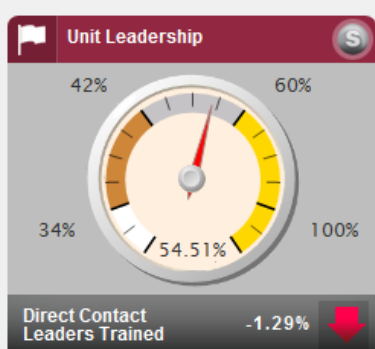 Unit Leadership S
42% 60%
34% 100%
54.51%
Direct Contact
Leaders Trained -1.29%